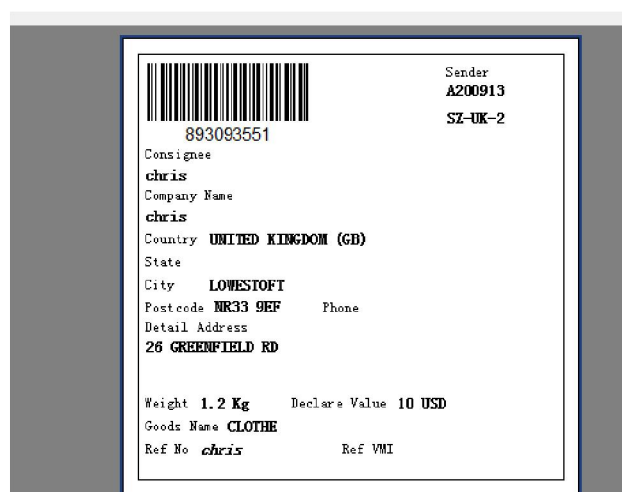 Sender
A200913
SZ-UK-2
893093551
Consignee
chris
Company Name
chris
Country UNITED KINGDOM (GB)
State
City LOWESTOFT
Postcode NR33 9EF Phone
Detail Address
26 GREENFIELD RD
Weight 1.2 Kg Declare Value 10 USD
Goods Name CLOTHE
Ref No chris Ref VMI